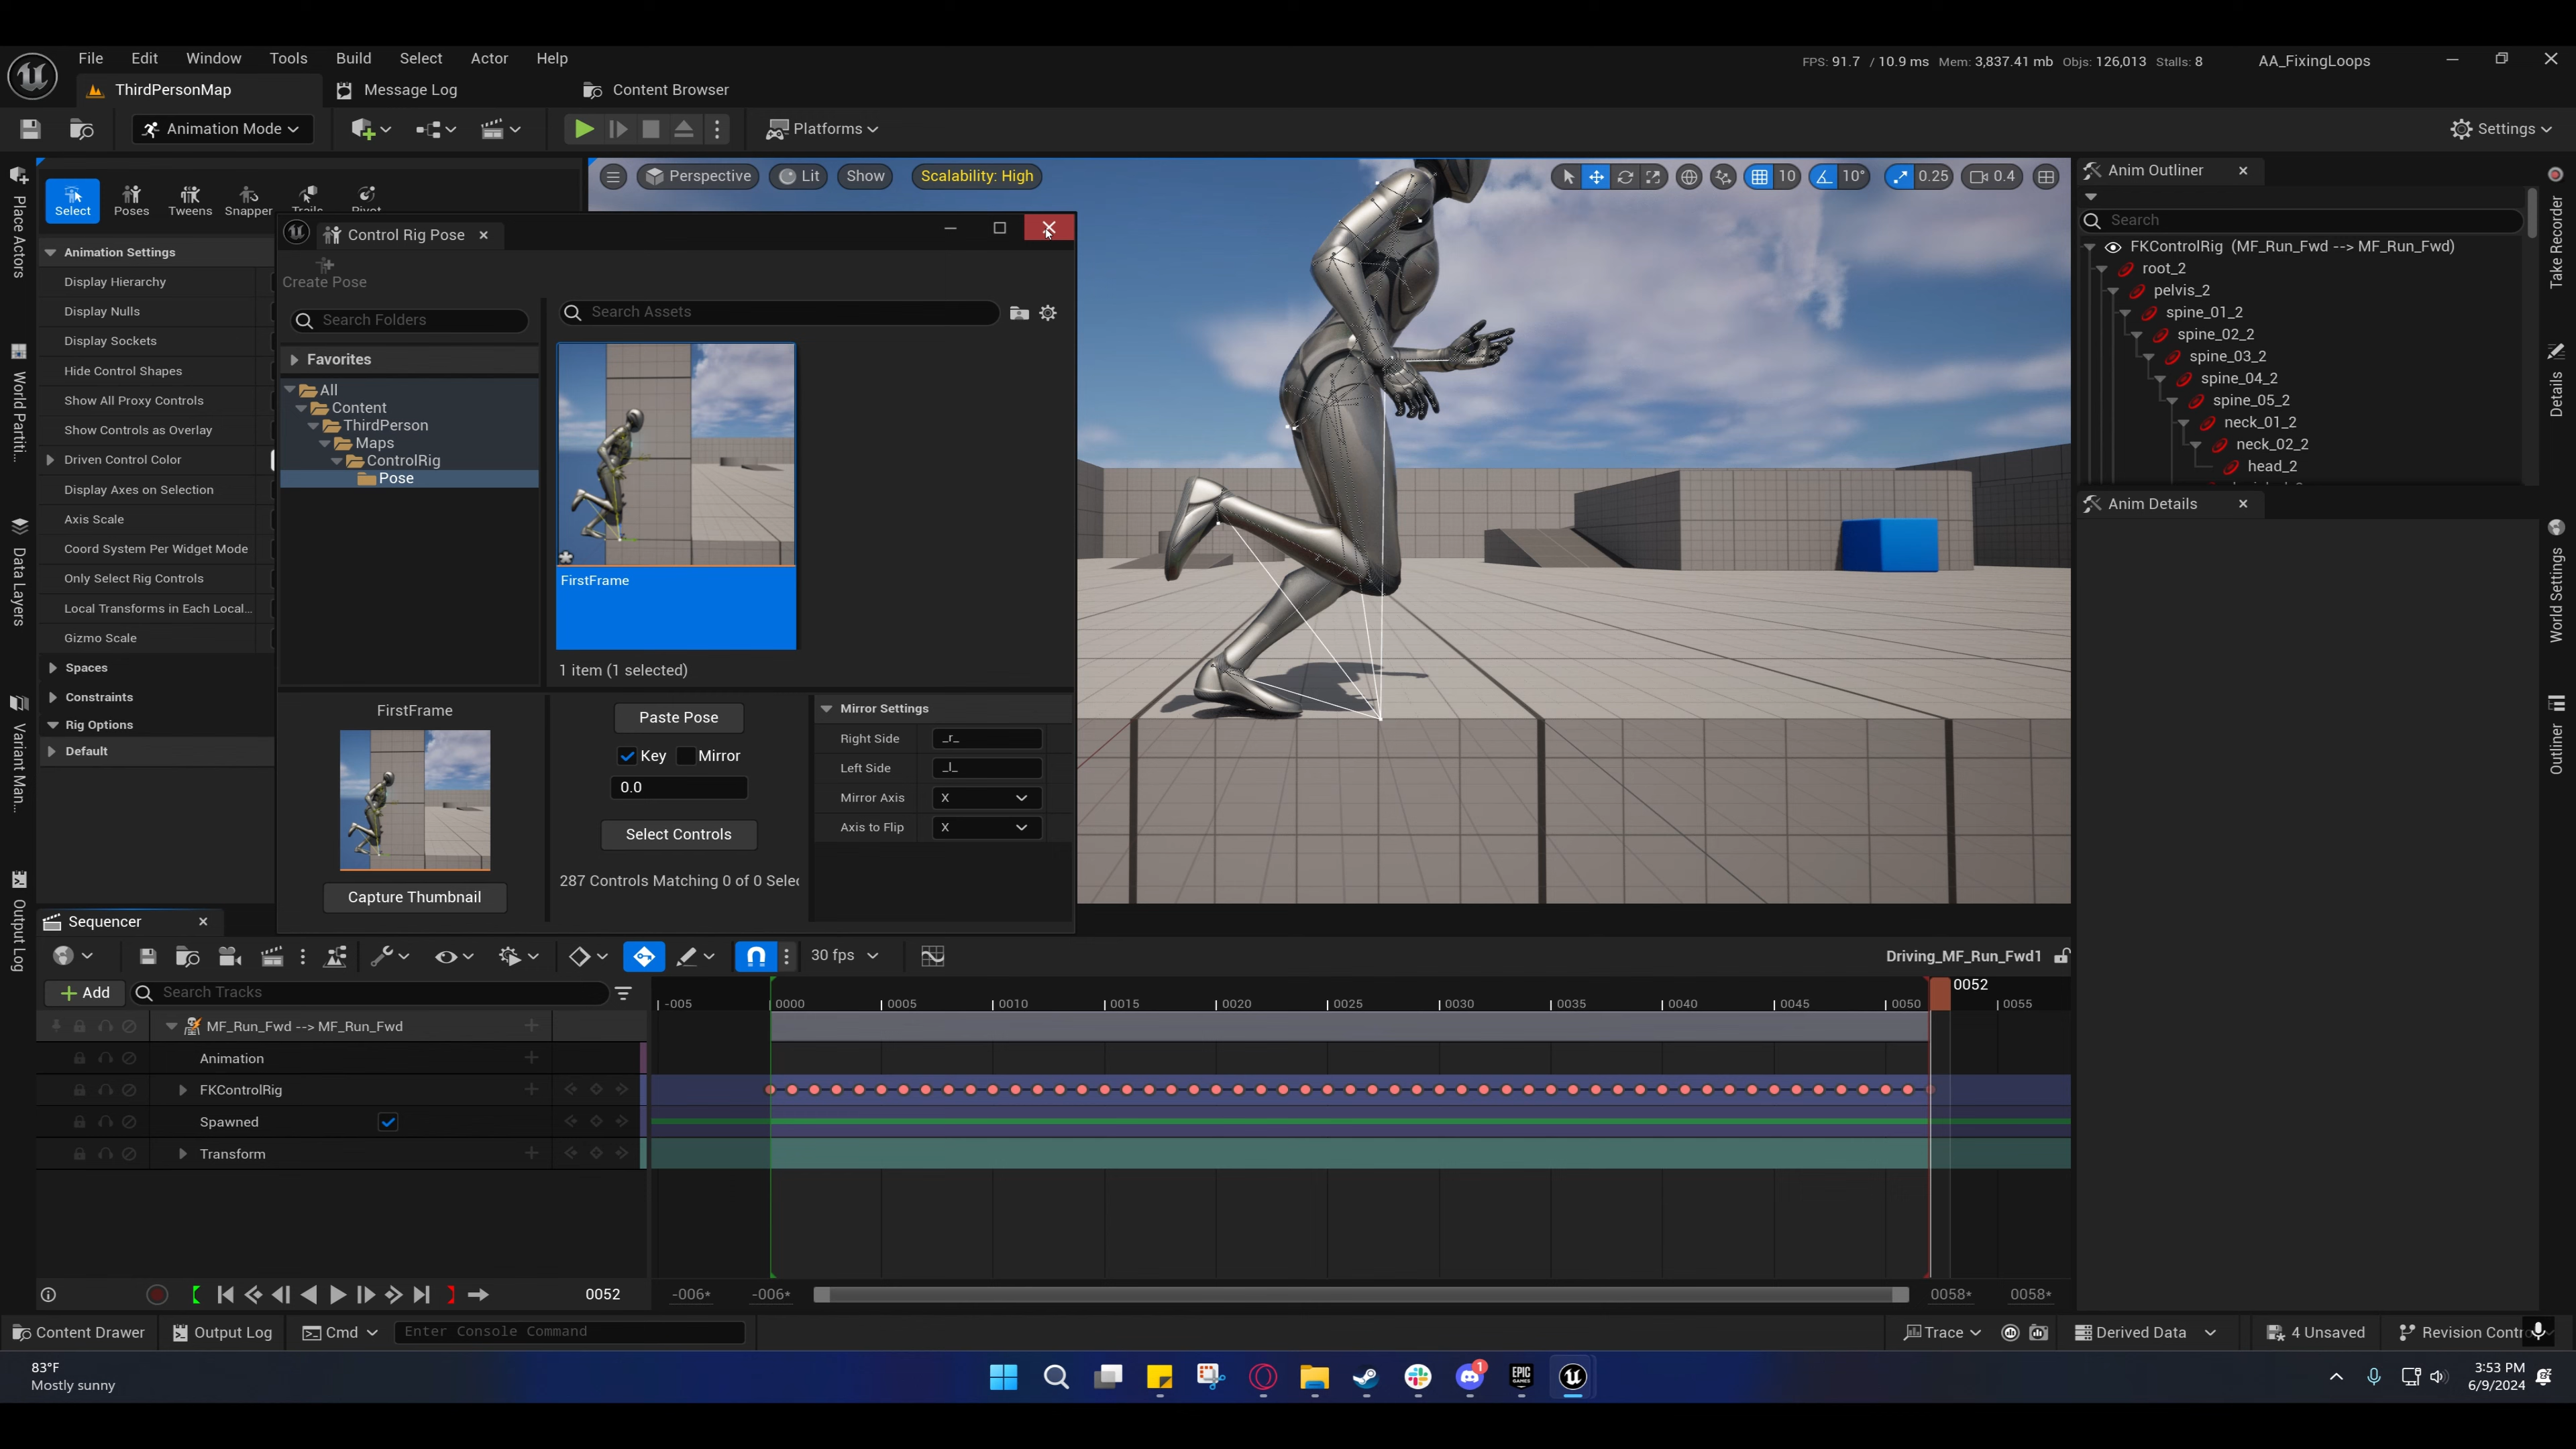 File Edit Window Tools Build Select Actor Help
FPS: 91.7 / 10.9 ms Mem: 3,837.41 mb Objs: 126,013 Stalls: 8
AA_FixingLoops
ThirdPersonMap
Message Log
Content Browser
Animation Mode
Platforms
Settings
Place Actors
World Partiti...
Data Layers
Variant Man...
Output Log
Select Poses Tweens Snapper Trails Pivot
Animation Settings
Display Hierarchy
Display Nulls
Display Sockets
Hide Control Shapes
Show All Proxy Controls
Show Controls as Overlay
Driven Control Color
Display Axes on Selection
Axis Scale
Coord System Per Widget Mode
Only Select Rig Controls
Local Transforms in Each Local...
Gizmo Scale
Spaces
Constraints
Rig Options
Default
Control Rig Pose
Create Pose
Search Folders
Search Assets
Favorites
All
Content
ThirdPerson
Maps
ControlRig
Pose
FirstFrame
1 item (1 selected)
FirstFrame
Capture Thumbnail
Paste Pose
Key Mirror
0.0
Select Controls
287 Controls Matching 0 of 0 Selec
Mirror Settings
Right Side _r_
Left Side _l_
Mirror Axis X
Axis to Flip X
Perspective Lit Show Scalability: High
10 10° 0.25 0.4
Anim Outliner
Search
FKControlRig (MF_Run_Fwd --> MF_Run_Fwd)
root_2
pelvis_2
spine_01_2
spine_02_2
spine_03_2
spine_04_2
spine_05_2
neck_01_2
neck_02_2
head_2
Anim Details
Take Recorder
Details
World Settings
Outliner
Sequencer
30 fps
Driving_MF_Run_Fwd1
Add
Search Tracks
-005 0000 0005 0010 0015 0020 0025 0030 0035 0040 0045 0050 0052 0055
MF_Run_Fwd --> MF_Run_Fwd
Animation
FKControlRig
Spawned
Transform
0052
-006* -006* 0058* 0058*
Content Drawer Output Log Cmd Enter Console Command
Trace Derived Data 4 Unsaved Revision Contro
83°F
Mostly sunny
1
EPIC
GAMES
3:53 PM
6/9/2024